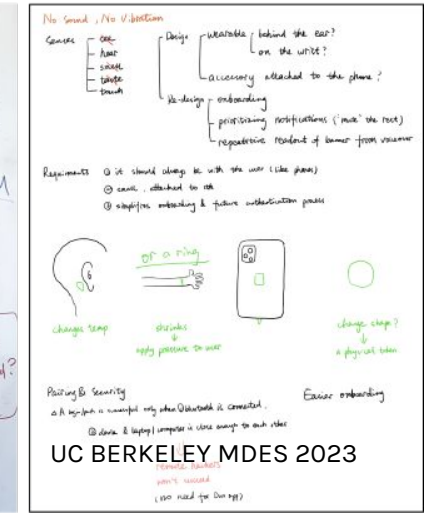 No Sound, No Vibration
Senses
see
hear
smell
taste
touch
Design
wearable
behind the ear?
on the wrist?
accessory attached to the phone?
Re-design
onboarding
prioritizing notifications ('mute' the rest)
repetitive readout of banner from voiceover
Requirements ① it should always be with the user (like phones)
② small, attached to
③ simplifies onboarding & future authentication process
or a ring
changes temp
shrinks
↓
apply pressure to user
change shape?
↓
a physical token
Pairing & Security
Easier onboarding
is successful only when ① bluetooth is connected.
② device & laptop/computer is close enough to each other
UC BERKELEY MDES 2023
remote hackers
won't succeed
(no need for Duo app)